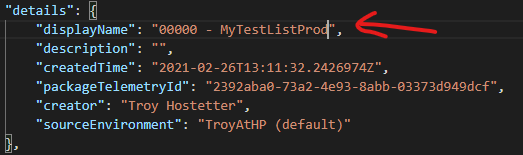 "details": {
"displayName": "00000 - MyTestListProd",
"description": "",
"createdTime": "2021-02-26T13:11:32.2426974Z",
"packageTelemetryId": "2392aba0-73a2-4e93-8abb-03373d949dcf",
"creator": "Troy Hostetter",
"sourceEnvironment": "TroyAtHP (default)"
},